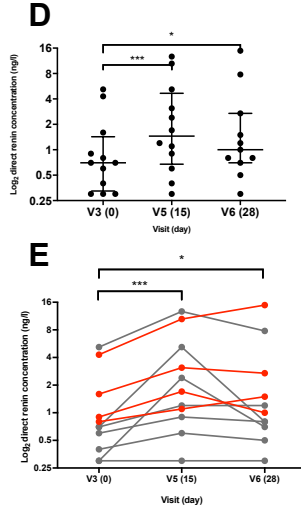 D
*
***
Log2 direct renin concentration (ng/l)
16
8
4
2
1
0.5
0.25
V3 (0) V5 (15) V6 (28)
Visit (day)
E
*
***
Log2 direct renin concentration (ng/l)
16
8
4
2
1
0.5
0.25
V3 (0) V5 (15) V6 (28)
Visit (day)